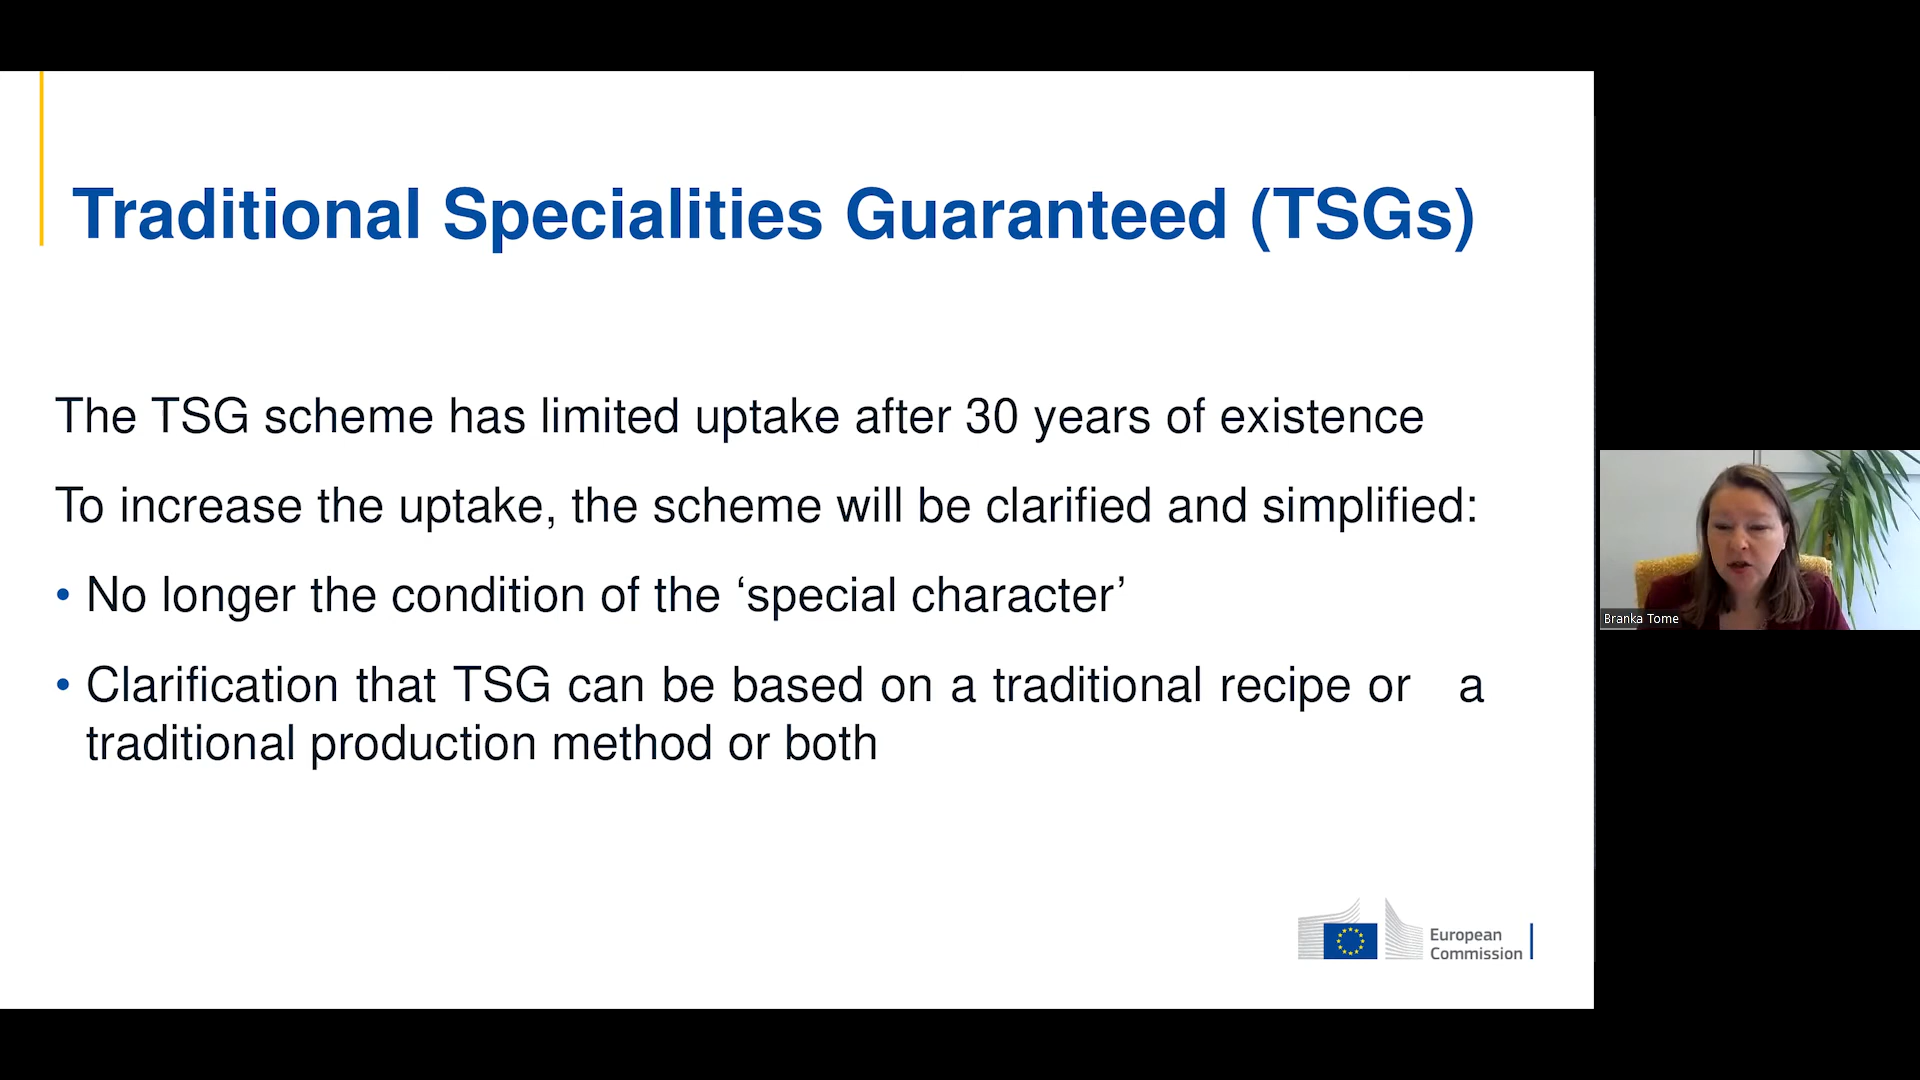 Traditional Specialities Guaranteed (TSGs)
The TSG scheme has limited uptake after 30 years of existence
To increase the uptake, the scheme will be clarified and simplified:
• No longer the condition of the ‘special character’
• Clarification that TSG can be based on a traditional recipe or a
traditional production method or both
Branka Tome
European
Commission